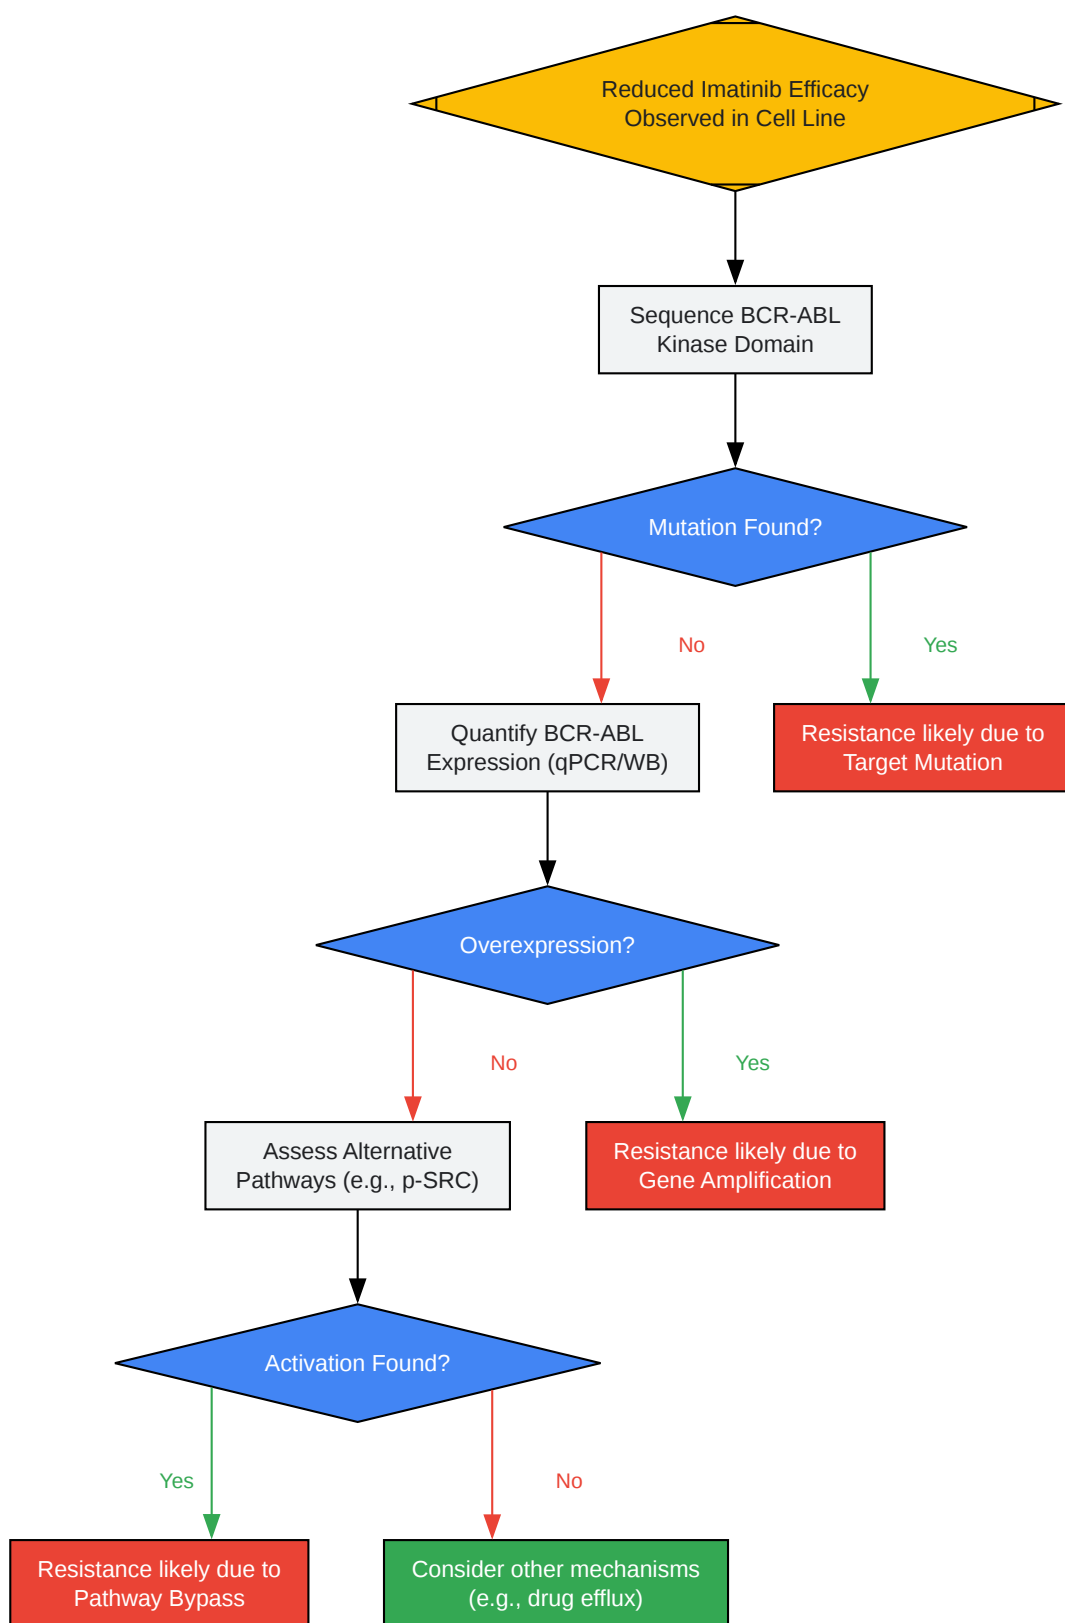 Reduced Imatinib Efficacy
Observed in Cell Line
Sequence BCR-ABL
Kinase Domain
Mutation Found?
No
Yes
Quantify BCR-ABL
Expression (qPCR/WB)
Resistance likely due to
Target Mutation
Overexpression?
No
Yes
Assess Alternative
Pathways (e.g., p-SRC)
Resistance likely due to
Gene Amplification
Activation Found?
Yes
No
Resistance likely due to
Pathway Bypass
Consider other mechanisms
(e.g., drug efflux)